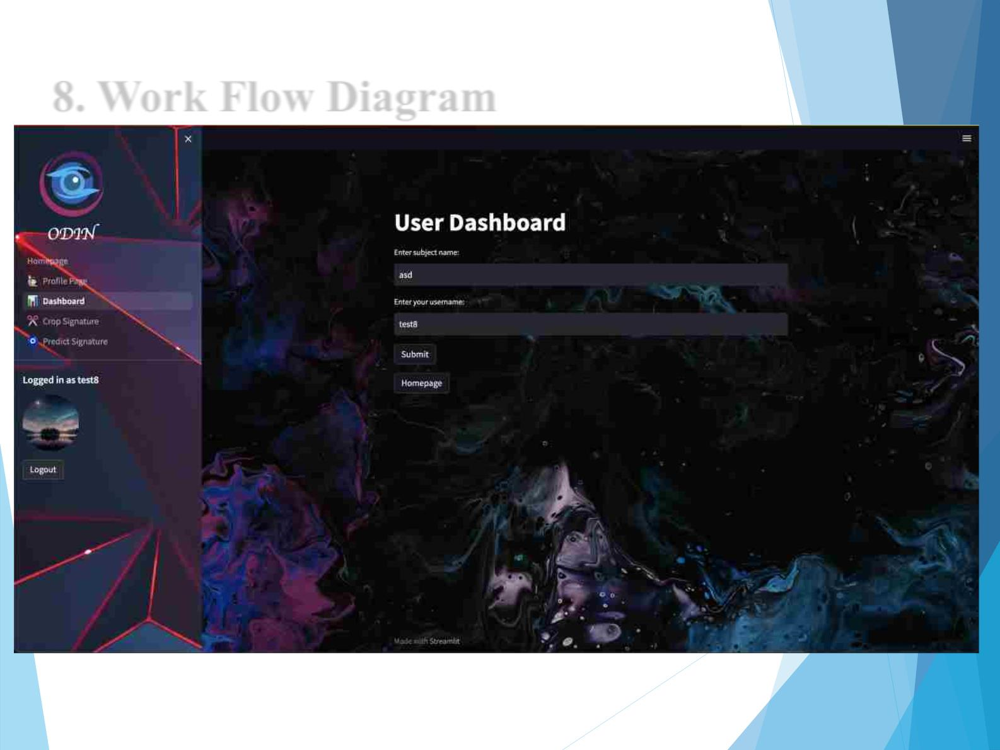 8. Work Flow Diagram
×
ODIN
Homepage
Profile Page
Dashboard
Crop Signature
Predict Signature
Logged in as test8
Logout
User Dashboard
Enter subject name:
asd
Enter your username:
test8
Submit
Homepage
Made with Streamlit